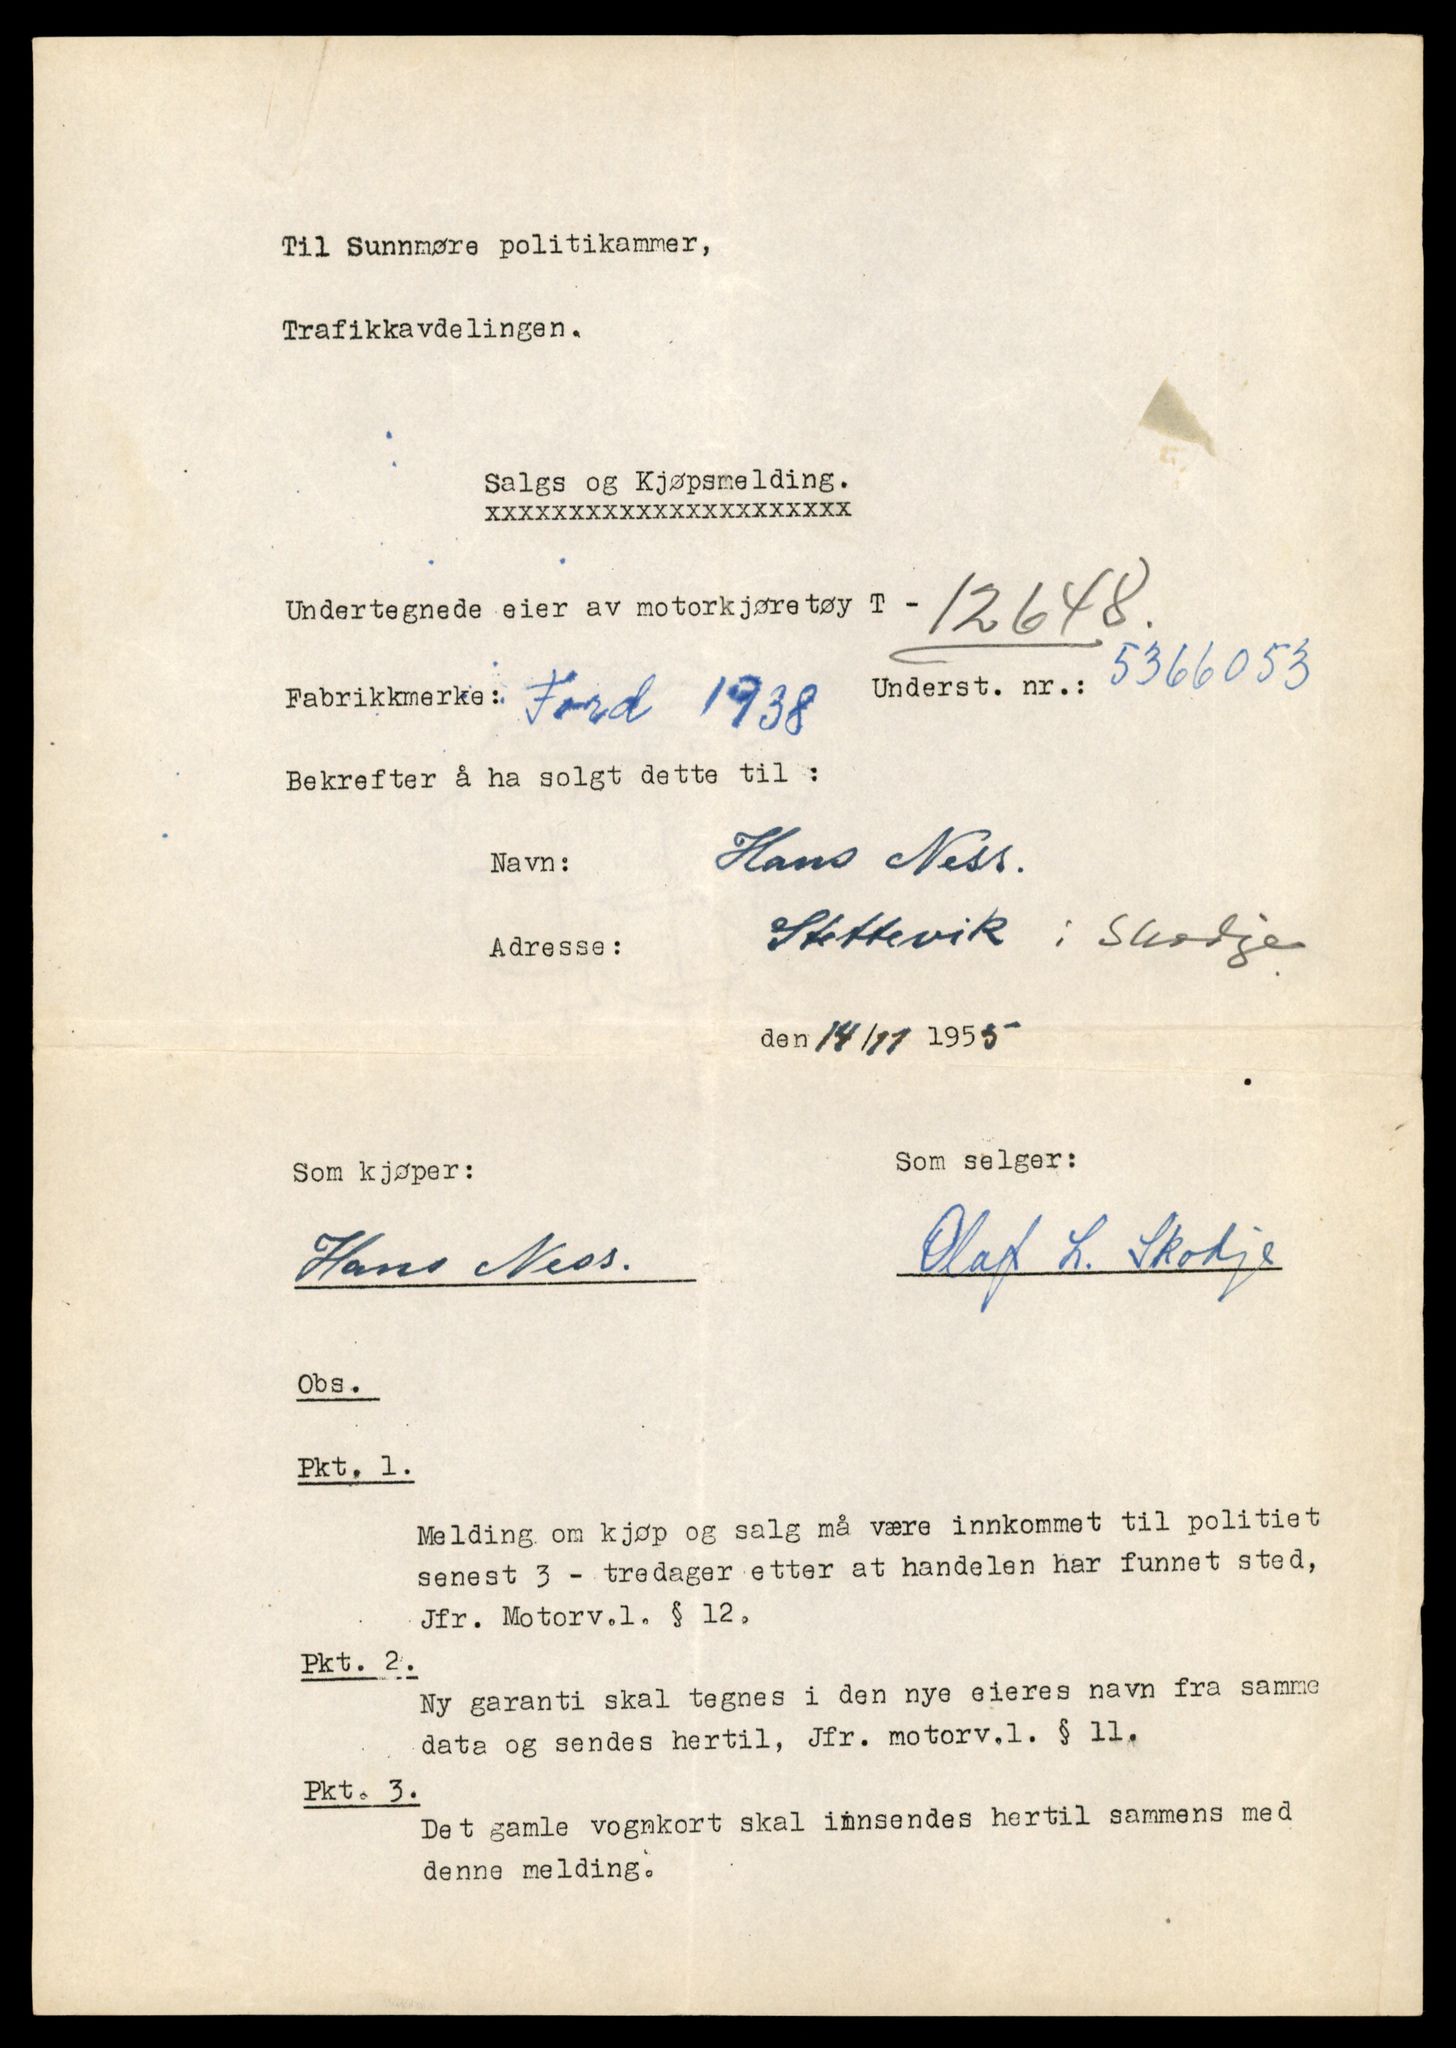 Til Sunnmøre politikammer,
Trafikkavdelingen.
Salgs og Kjøpsmelding.
xxxxxxxxxxxxxxxxxxxxxx
Undertegnede eier av motorkjøretøy T - 12648.
Fabrikkmerke: Ford 1938 Underst. nr.: 5366053
Bekrefter å ha solgt dette til :
Navn: Hans Ness.
Adresse: Stettevik i Skodje.
den 14/11 1955
Som kjøper: Som selger:
Hans Ness. Olaf L. Skodje
Obs.
Pkt. 1.
Melding om kjøp og salg må være innkommet til politiet
senest 3 - tredager etter at handelen har funnet sted,
Jfr. Motorv.l. § 12.
Pkt. 2.
Ny garanti skal tegnes i den nye eieres navn fra samme
data og sendes hertil, Jfr. motorv.l. § 11.
Pkt. 3.
Det gamle vognkort skal innsendes hertil sammens med
denne melding.